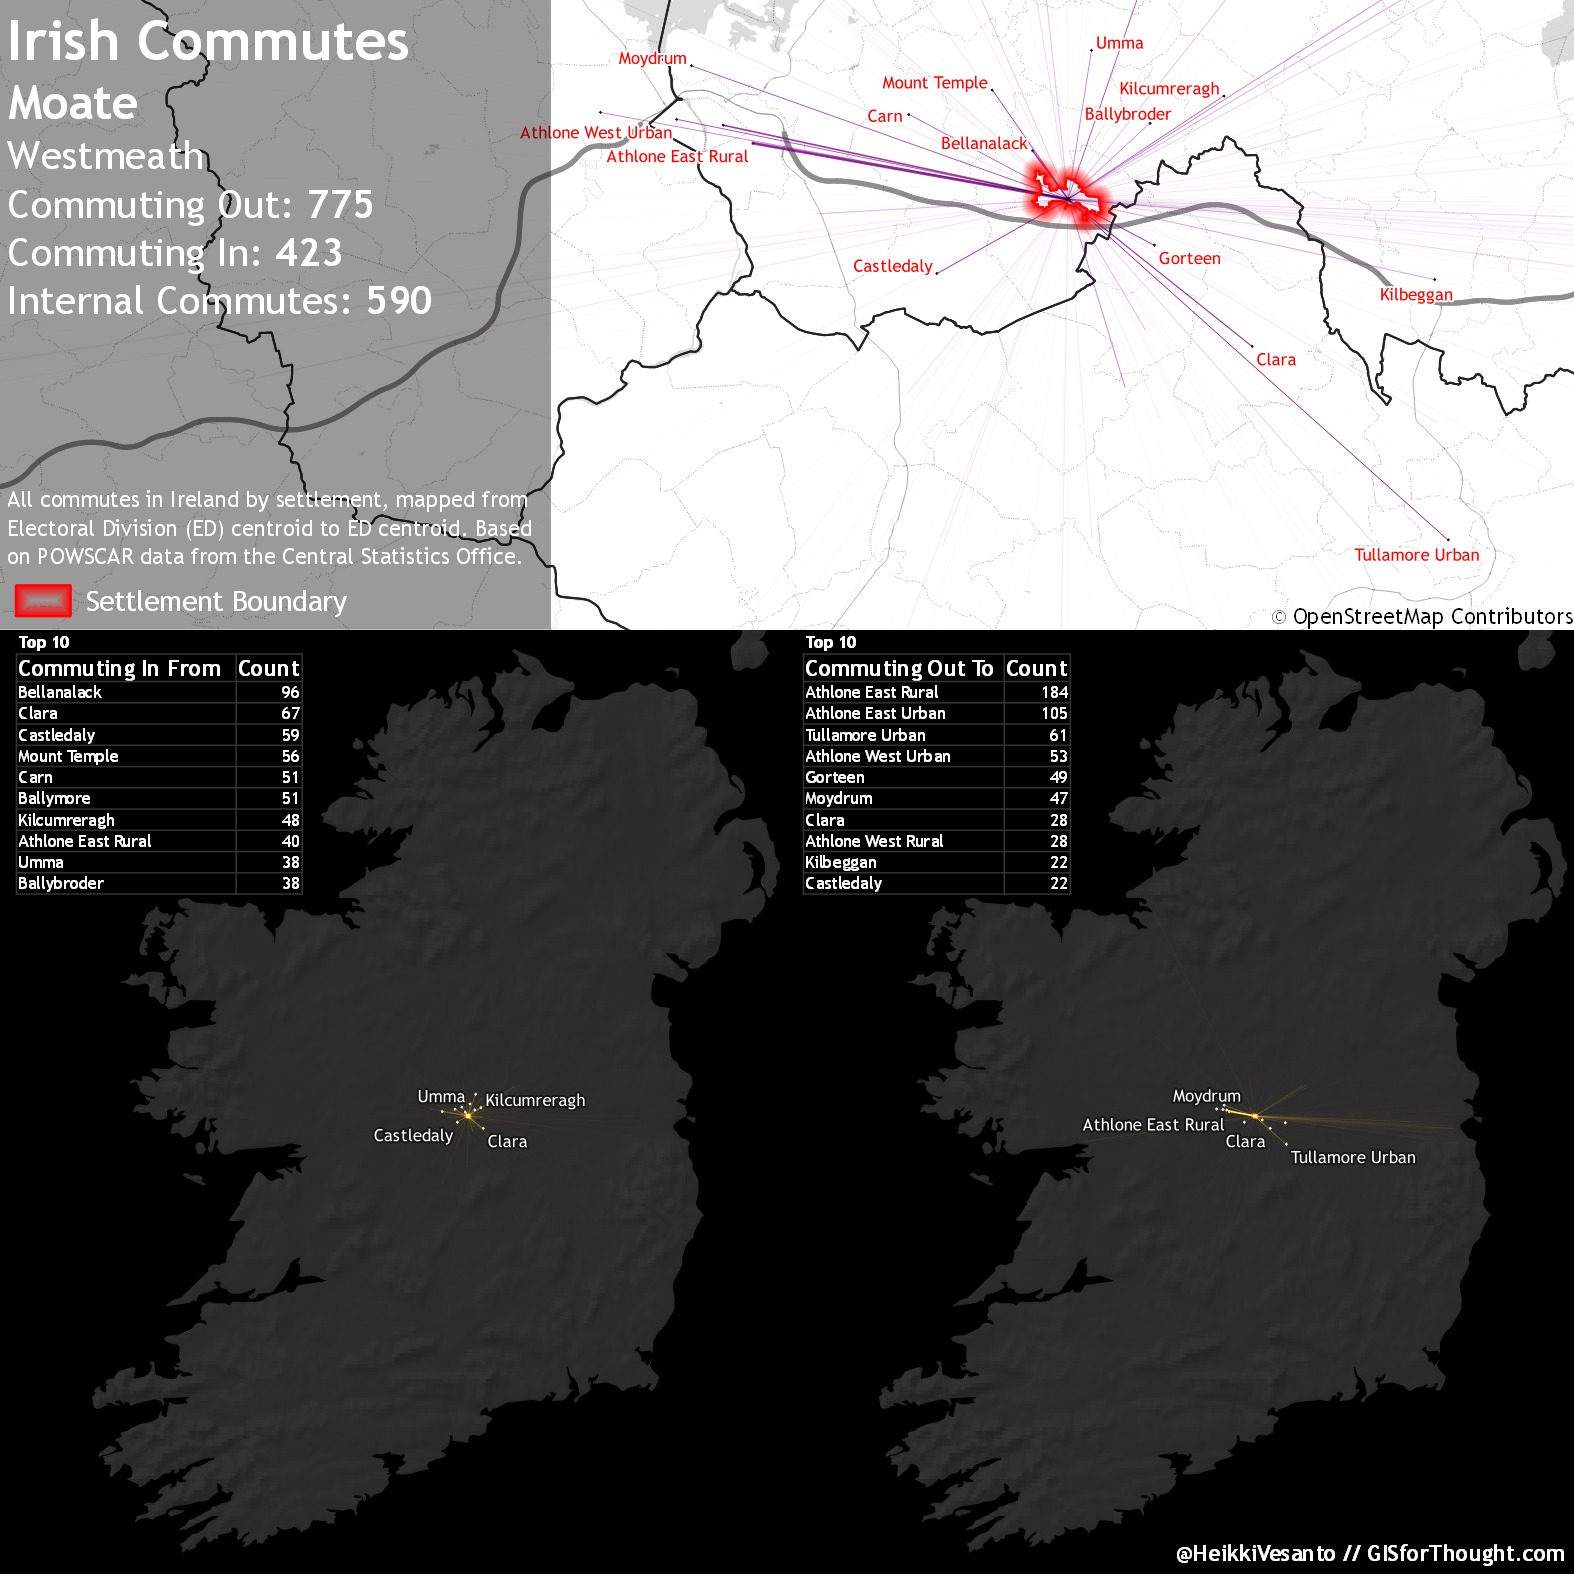 Irish Commutes
Moate
Westmeath
Commuting Out: 775
Commuting In: 423
Internal Commutes: 590
All commutes in Ireland by settlement, mapped from
Electoral Division (ED) centroid to ED centroid. Based
on POWSCAR data from the Central Statistics Office.
Settlement Boundary
Umma
Moydrum
Mount Temple
Kilcumreragh
Carn
Ballybroder
Athlone West Urban
Bellanalack
Athlone East Rural
Gorteen
Castledaly
Kilbeggan
Clara
Tullamore Urban
© OpenStreetMap Contributors
Top 10
Commuting In From Count
Bellanalack 96
Clara 67
Castledaly 59
Mount Temple 56
Carn 51
Ballymore 51
Kilcumreragh 48
Athlone East Rural 40
Umma 38
Ballybroder 38
Top 10
Commuting Out To Count
Athlone East Rural 184
Athlone East Urban 105
Tullamore Urban 61
Athlone West Urban 53
Gorteen 49
Moydrum 47
Clara 28
Athlone West Rural 28
Kilbeggan 22
Castledaly 22
Umma
Kilcumreragh
Castledaly
Clara
Moydrum
Athlone East Rural
Clara
Tullamore Urban
@HeikkiVesanto // GISforThought.com